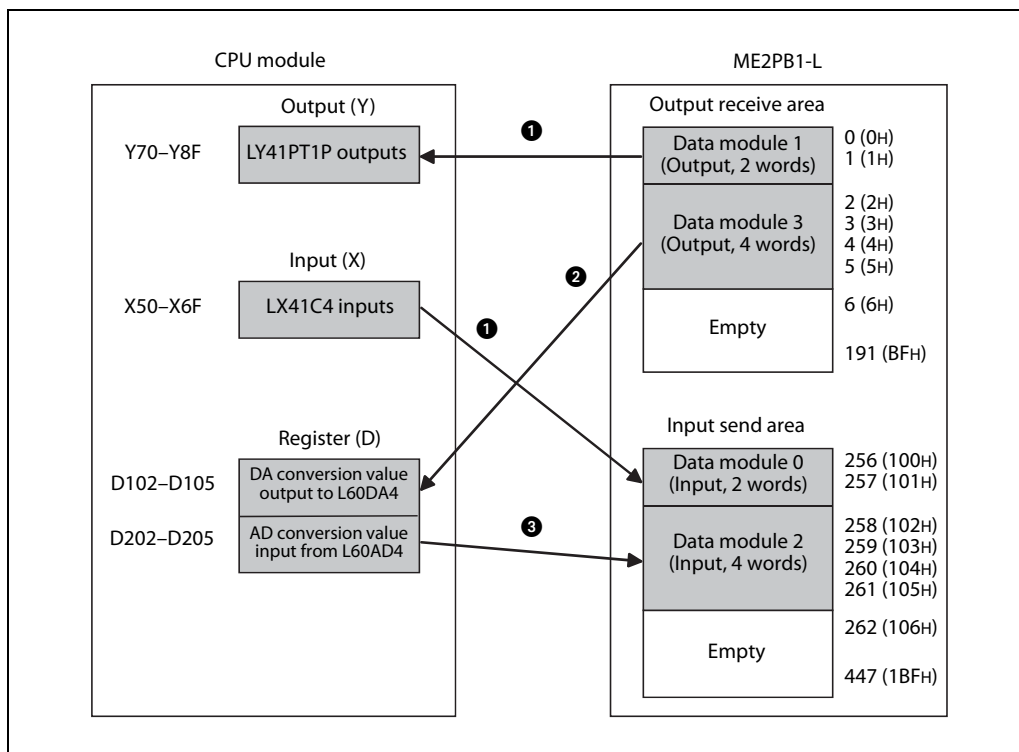 CPU module
Output (Y)
Y70–Y8F
LY41PT1P outputs
Input (X)
X50–X6F
LX41C4 inputs
Register (D)
D102–D105
DA conversion value
output to L60DA4
D202–D205
AD conversion value
input from L60AD4
❶
❷
❶
❸
ME2PB1-L
Output receive area
Data module 1
(Output, 2 words)
0 (0H)
1 (1H)
Data module 3
(Output, 4 words)
2 (2H)
3 (3H)
4 (4H)
5 (5H)
Empty
6 (6H)
191 (BFH)
Input send area
Data module 0
(Input, 2 words)
256 (100H)
257 (101H)
Data module 2
(Input, 4 words)
258 (102H)
259 (103H)
260 (104H)
261 (105H)
Empty
262 (106H)
447 (1BFH)